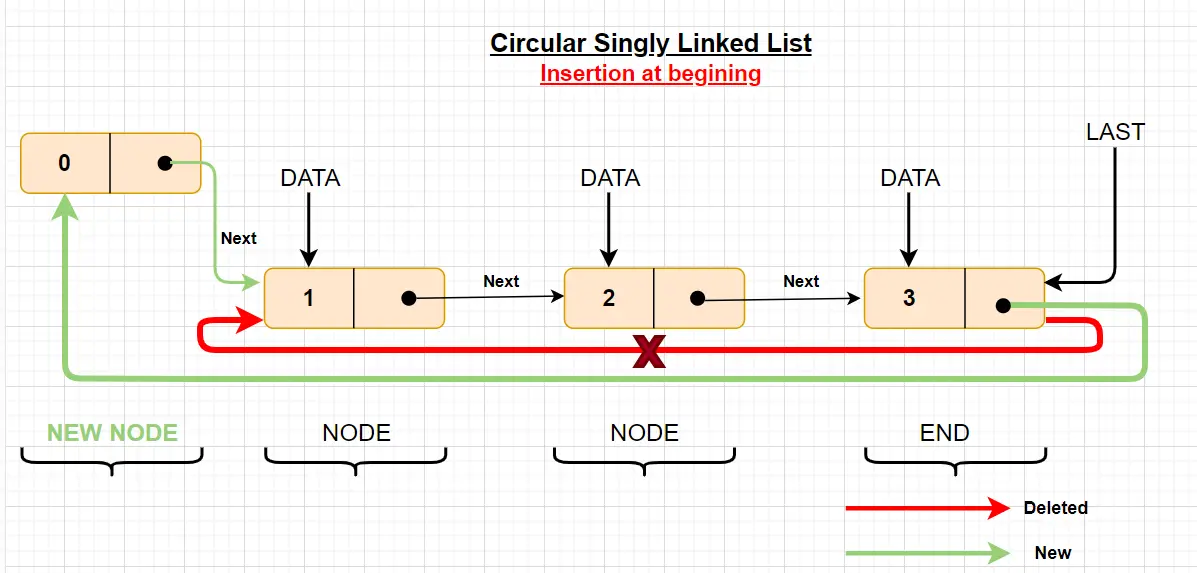 Circular Singly Linked List
Insertion at begining
LAST
0
DATA
DATA
DATA
Next
1
Next
2
Next
3
X
NEW NODE
NODE
NODE
END
Deleted
New